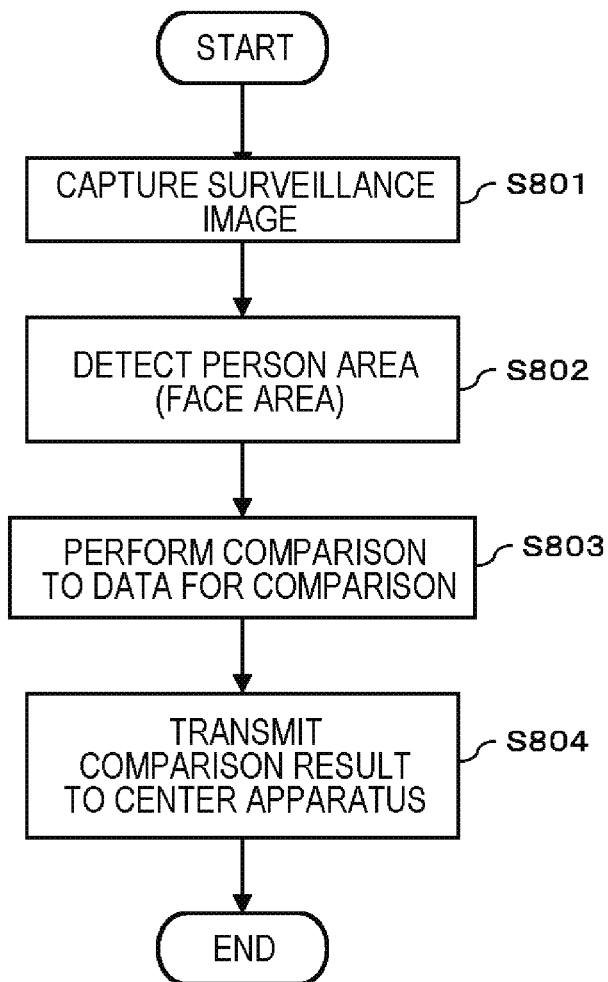 START
CAPTURE SURVEILLANCE
IMAGE
S801
DETECT PERSON AREA
(FACE AREA)
S802
PERFORM COMPARISON
TO DATA FOR COMPARISON
S803
TRANSMIT
COMPARISON RESULT
TO CENTER APPARATUS
S804
END